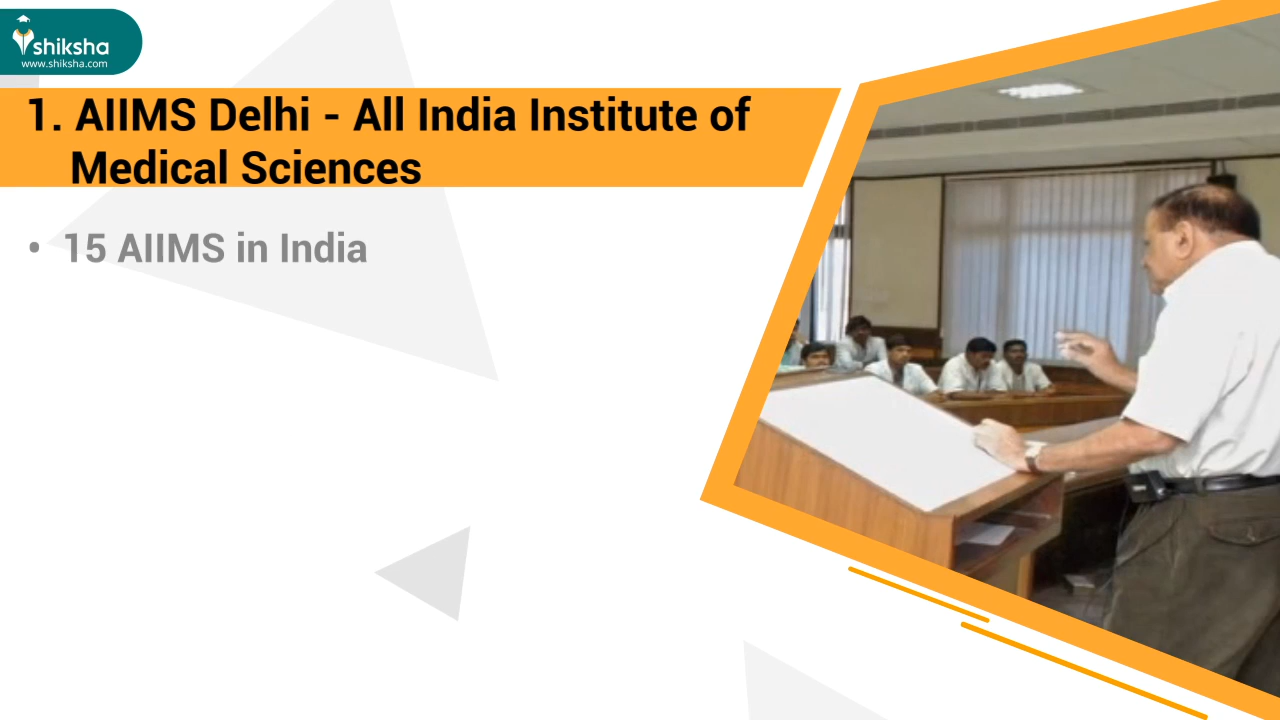 shiksha
www.shiksha.com
1. AIIMS Delhi - All India Institute of
Medical Sciences
• 15 AIIMS in India